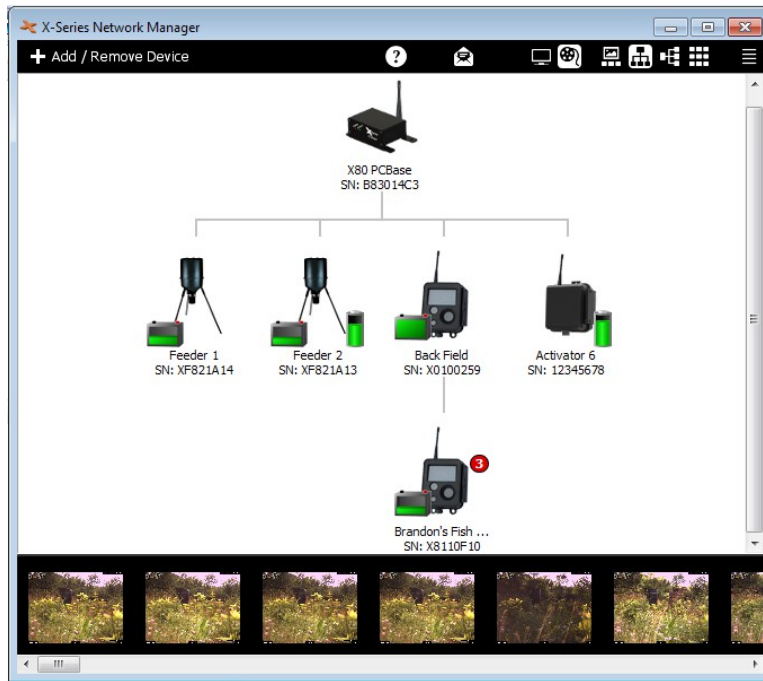 X-Series Network Manager
Add / Remove Device
?
X80 PCBase
SN: B83014C3
Feeder 1
SN: XF821A14
Feeder 2
SN: XF821A13
Back Field
SN: X0100259
Activator 6
SN: 12345678
3
Brandon's Fish ...
SN: X8110F10